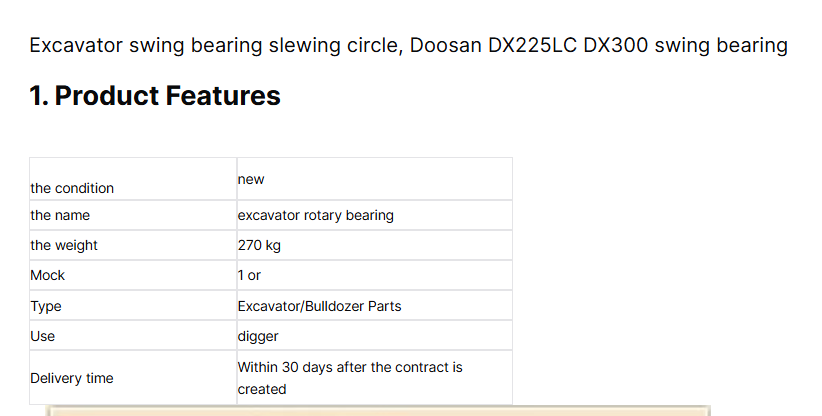 Excavator swing bearing slewing circle, Doosan DX225LC DX300 swing bearing
1. Product Features
the condition
new
the name
excavator rotary bearing
the weight
270 kg
Mock
1 or
Type
Excavator/Bulldozer Parts
Use
digger
Delivery time
Within 30 days after the contract is
created